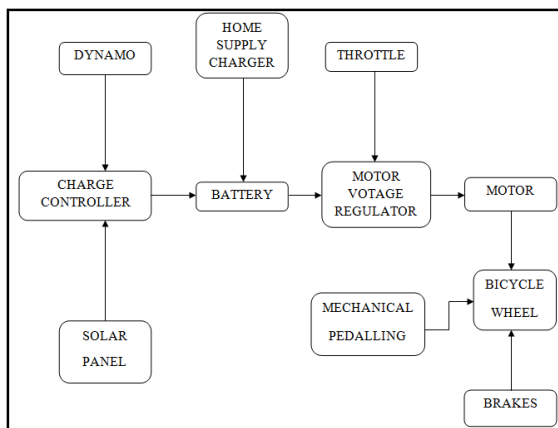 DYNAMO
HOME
SUPPLY
CHARGER
THROTTLE
CHARGE
CONTROLLER
BATTERY
MOTOR
VOTAGE
REGULATOR
MOTOR
SOLAR
PANEL
MECHANICAL
PEDALLING
BICYCLE
WHEEL
BRAKES